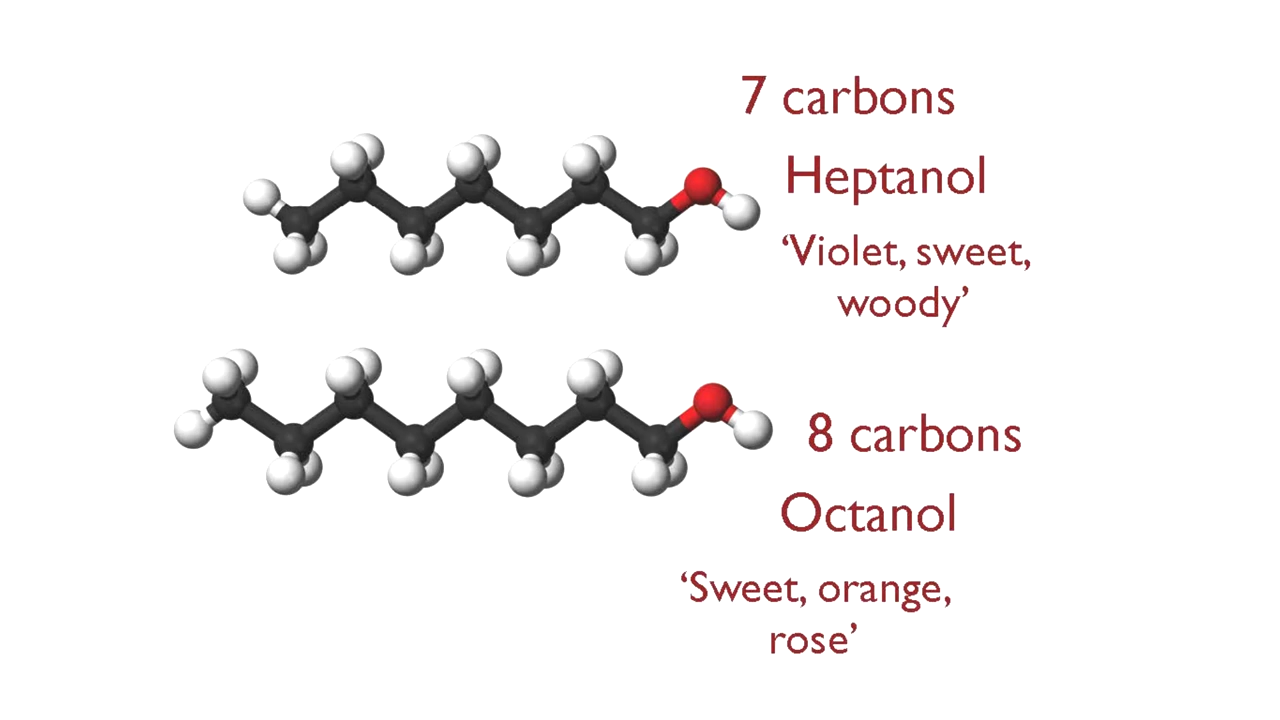 7 carbons
Heptanol
‘Violet, sweet,
woody’
8 carbons
Octanol
‘Sweet, orange,
rose’